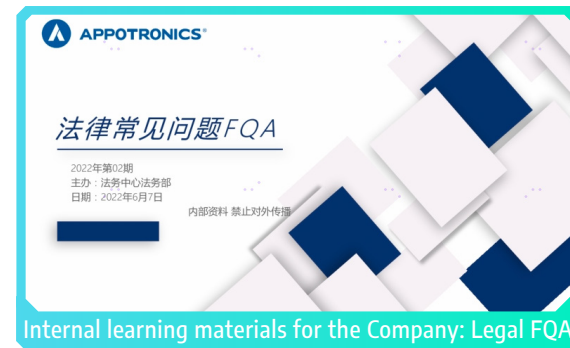 APPOTRONICS®
法律常见问题FQA
2022年第02期
主办：法务中心法务部
日期：2022年6月7日
内部资料 禁止对外传播
Internal learning materials for the Company: Legal FQA